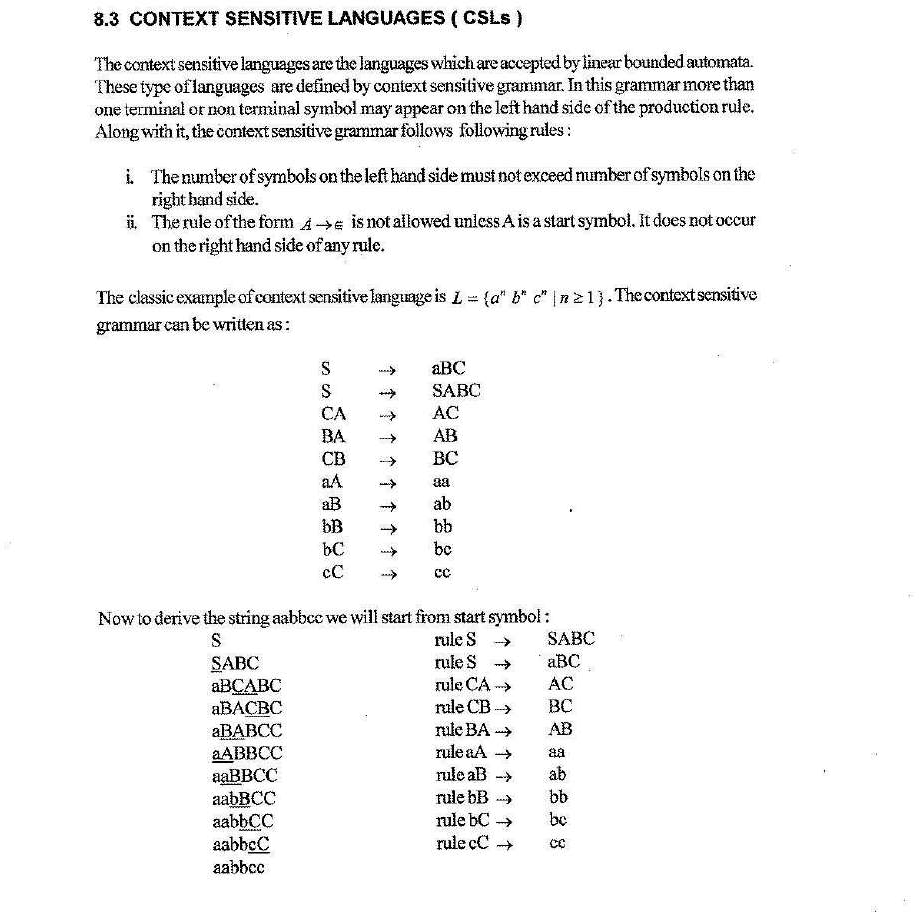 8.3 CONTEXT SENSITIVE LANGUAGES ( CSLs )
The context sensitive languages are the languages which are accepted by linear bounded automata.
These type of languages are defined by context sensitive grammar. In this grammar more than
one terminal or non terminal symbol may appear on the left hand side of the production rule.
Along with it, the context sensitive grammar follows following rules :
i. The number of symbols on the left hand side must not exceed number of symbols on the
right hand side.
ii. The rule of the form A →∈ is not allowed unless A is a start symbol. It does not occur
on the right hand side of any rule.
The classic example of context sensitive language is L = {aⁿ bⁿ cⁿ | n ≥ 1} . The context sensitive
grammar can be written as :
S → aBC
S → SABC
CA → AC
BA → AB
CB → BC
aA → aa
aB → ab
bB → bb
bC → bc
cC → cc
Now to derive the string aabbcc we will start from start symbol :
S rule S → SABC
SABC rule S → aBC
aBCABC rule CA → AC
aBACBC rule CB → BC
aBABCC rule BA → AB
aABBCC rule aA → aa
aaBBCC rule aB → ab
aabBCC rule bB → bb
aabbCC rule bC → bc
aabbcC rule cC → cc
aabbcc